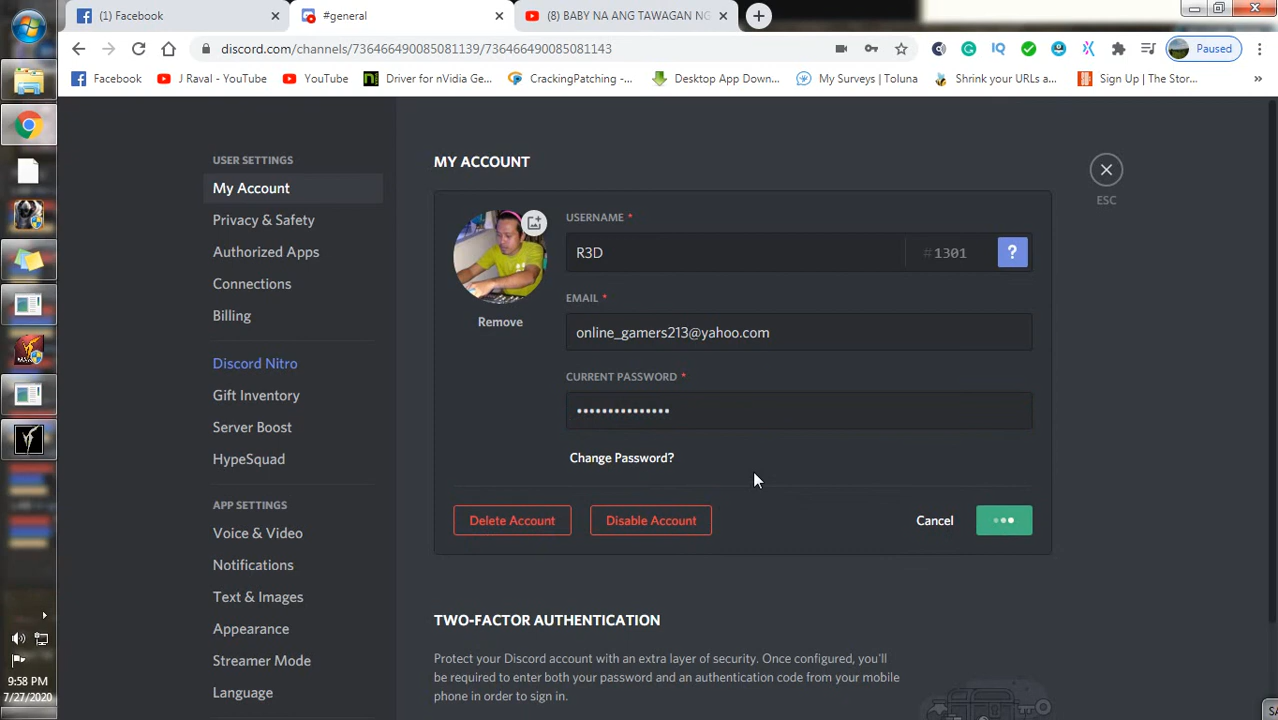 (1) Facebook
#general
(8) BABY NA ANG TAWAGAN NG
discord.com/channels/736466490085081139/736466490085081143
Paused
Facebook
J Raval - YouTube
YouTube
Driver for nVidia Ge...
CrackingPatching -...
Desktop App Down...
My Surveys | Toluna
Shrink your URLs a...
Sign Up | The Stor...
»
USER SETTINGS
My Account
Privacy & Safety
Authorized Apps
Connections
Billing
Discord Nitro
Gift Inventory
Server Boost
HypeSquad
APP SETTINGS
Voice & Video
Notifications
Text & Images
Appearance
Streamer Mode
Language
MY ACCOUNT
ESC
USERNAME *
R3D
#1301
?
Remove
EMAIL *
online_gamers213@yahoo.com
CURRENT PASSWORD *
•••••••••••••••
Change Password?
Delete Account
Disable Account
Cancel
TWO-FACTOR AUTHENTICATION
Protect your Discord account with an extra layer of security. Once configured, you'll
be required to enter both your password and an authentication code from your mobile
phone in order to sign in.
9:58 PM
7/27/2020